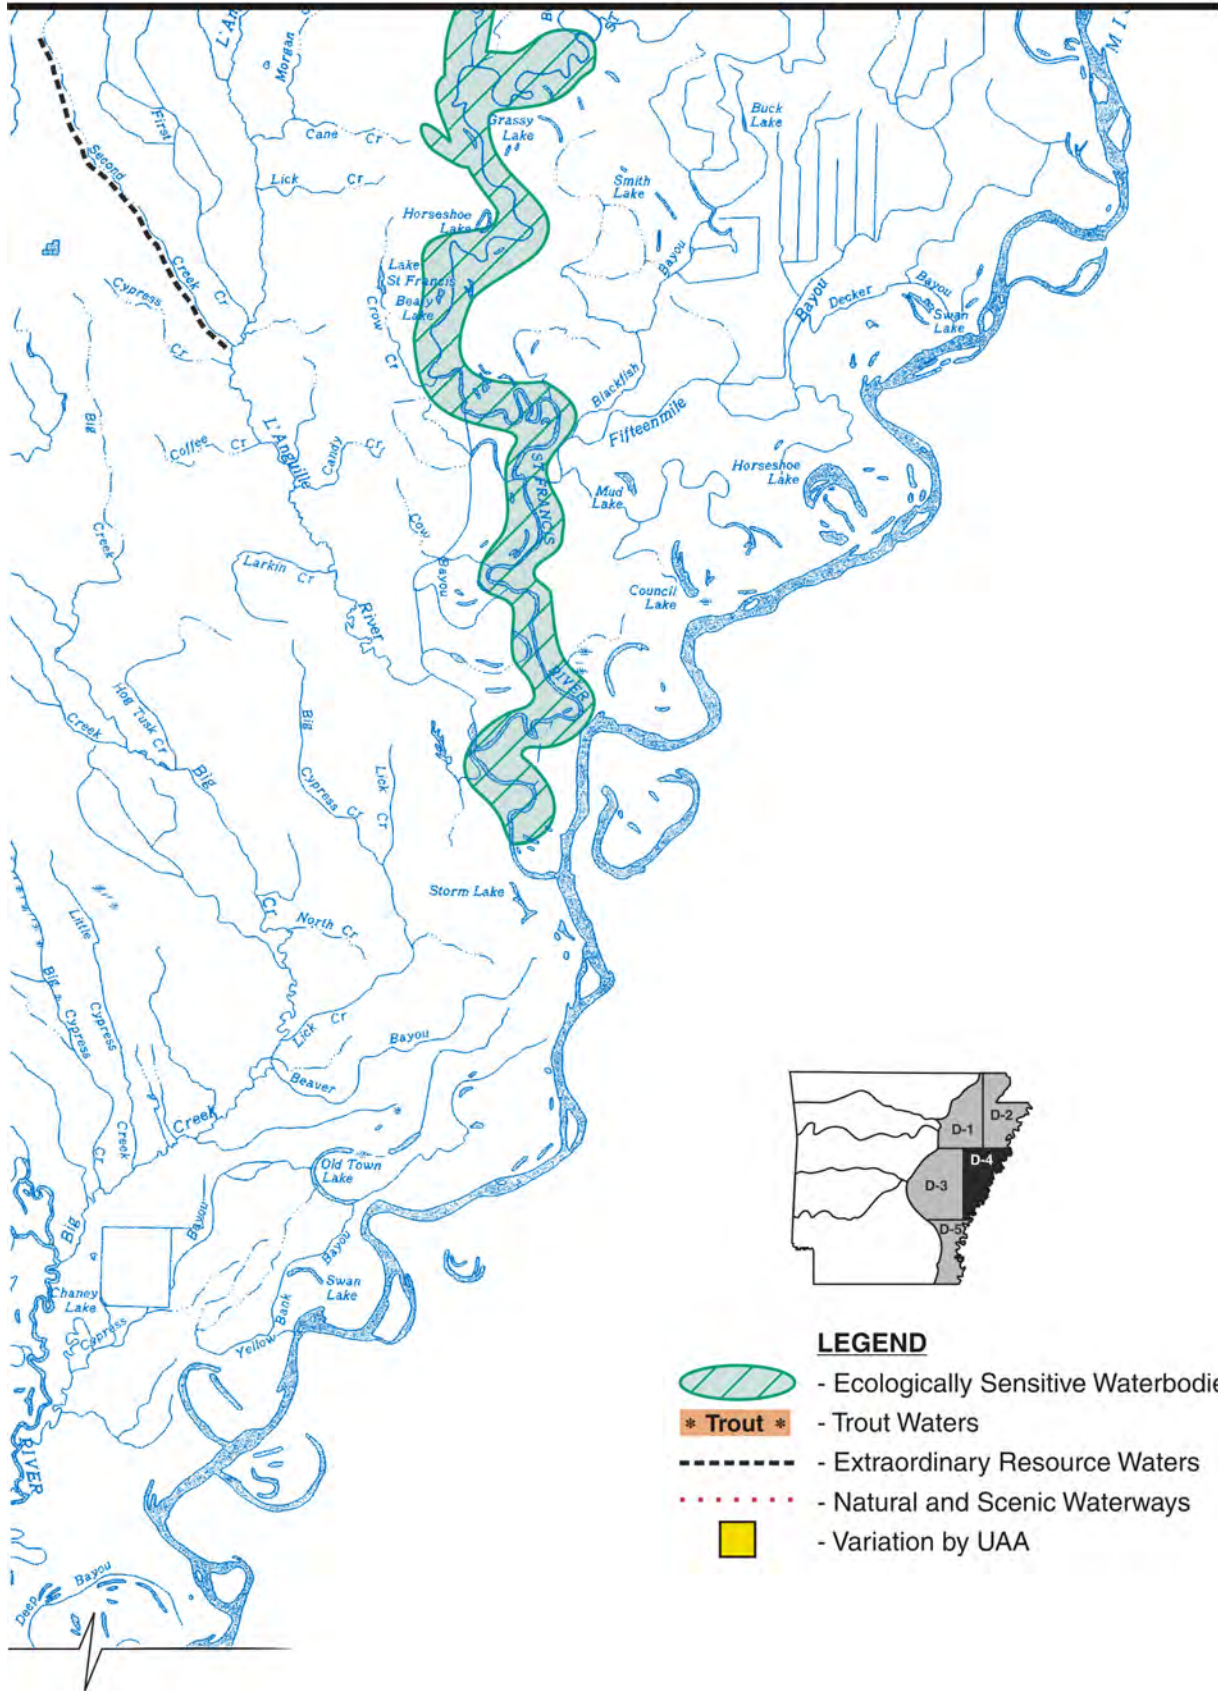 L'An
Morgan
B
ST
M I
First
Cane Cr
Grassy
Lake
Buck
Lake
Second
Lick Cr
Smith
Lake
Horseshoe
Lake
Bayou
Creek
Cr
Cypress
Cr
Lake
St Francis
Bealy
Lake
Crow
Cr
Bayou
Decker
Bayou
Swan
Lake
Big
Creek
Blackfish
Fifteenmile
Coffee Cr
L'Anguille
Candy Cr
ST FRANCIS
Mud
Lake
Horseshoe
Lake
Cow
Bayou
Larkin Cr
River
Council
Lake
RIVER
Hog Tusk Cr
Creek
Big
Big
Cypress Cr
Lick Cr
Storm Lake
Cr
North Cr
Little
Cypress
Creek
Big
Cypress
Cr
Lick Cr
Bayou
Beaver
Creek
D-1
D-2
D-4
D-3
D-5
Old Town
Lake
Big
Bayou
Bayou
Swan
Lake
Chaney
Lake
Cypress
Yellow Bank
RIVER
Deep Bayou
LEGEND
- Ecologically Sensitive Waterbodie
* Trout * - Trout Waters
- Extraordinary Resource Waters
- Natural and Scenic Waterways
- Variation by UAA